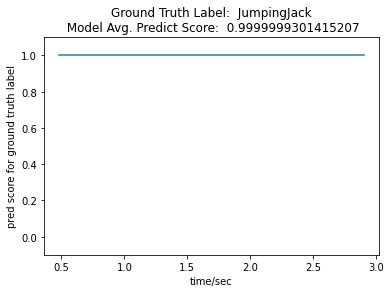 Ground Truth Label:  JumpingJack
Model Avg. Predict Score:  0.9999999301415207
pred score for ground truth label
1.0
0.8
0.6
0.4
0.2
0.0
0.5 1.0 1.5 2.0 2.5 3.0
time/sec